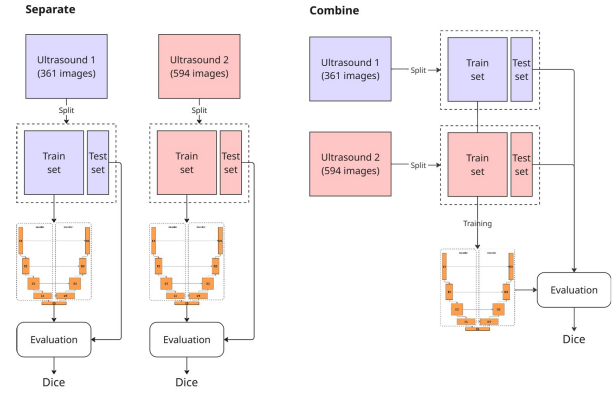 Separate
Ultrasound 1
(361 images)
Split
Train
set
Test
set
Evaluation
Dice
Ultrasound 2
(594 images)
Split
Train
set
Test
set
Evaluation
Dice
Combine
Ultrasound 1
(361 images)
Split
Train
set
Test
set
Ultrasound 2
(594 images)
Split
Train
set
Test
set
Training
Evaluation
Dice